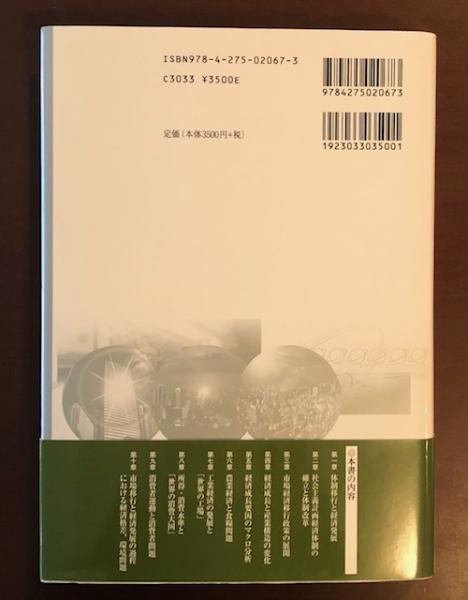 ISBN978-4-275-02067-3
C3033 ¥3500E
定価(本体3500円+税)
9784275020673
1923033035001
本書の内容
第一章 体制移行と経済発展
第二章 社会主義計画経済体制の
確立と体制改革
第三章 市場経済移行政策の展開
第四章 経済成長と産業構造の変化
第五章 経済成長要因のマクロ分析
第六章 農業経済と食糧問題
第七章 工業経済の発展と
「世界の工場」
第八章 所得・消費水準と
「世界の消費大国」
第九章 消費者運動と消費者問題
第十章 市場移行と経済発展の過程
における経済格差、環境問題